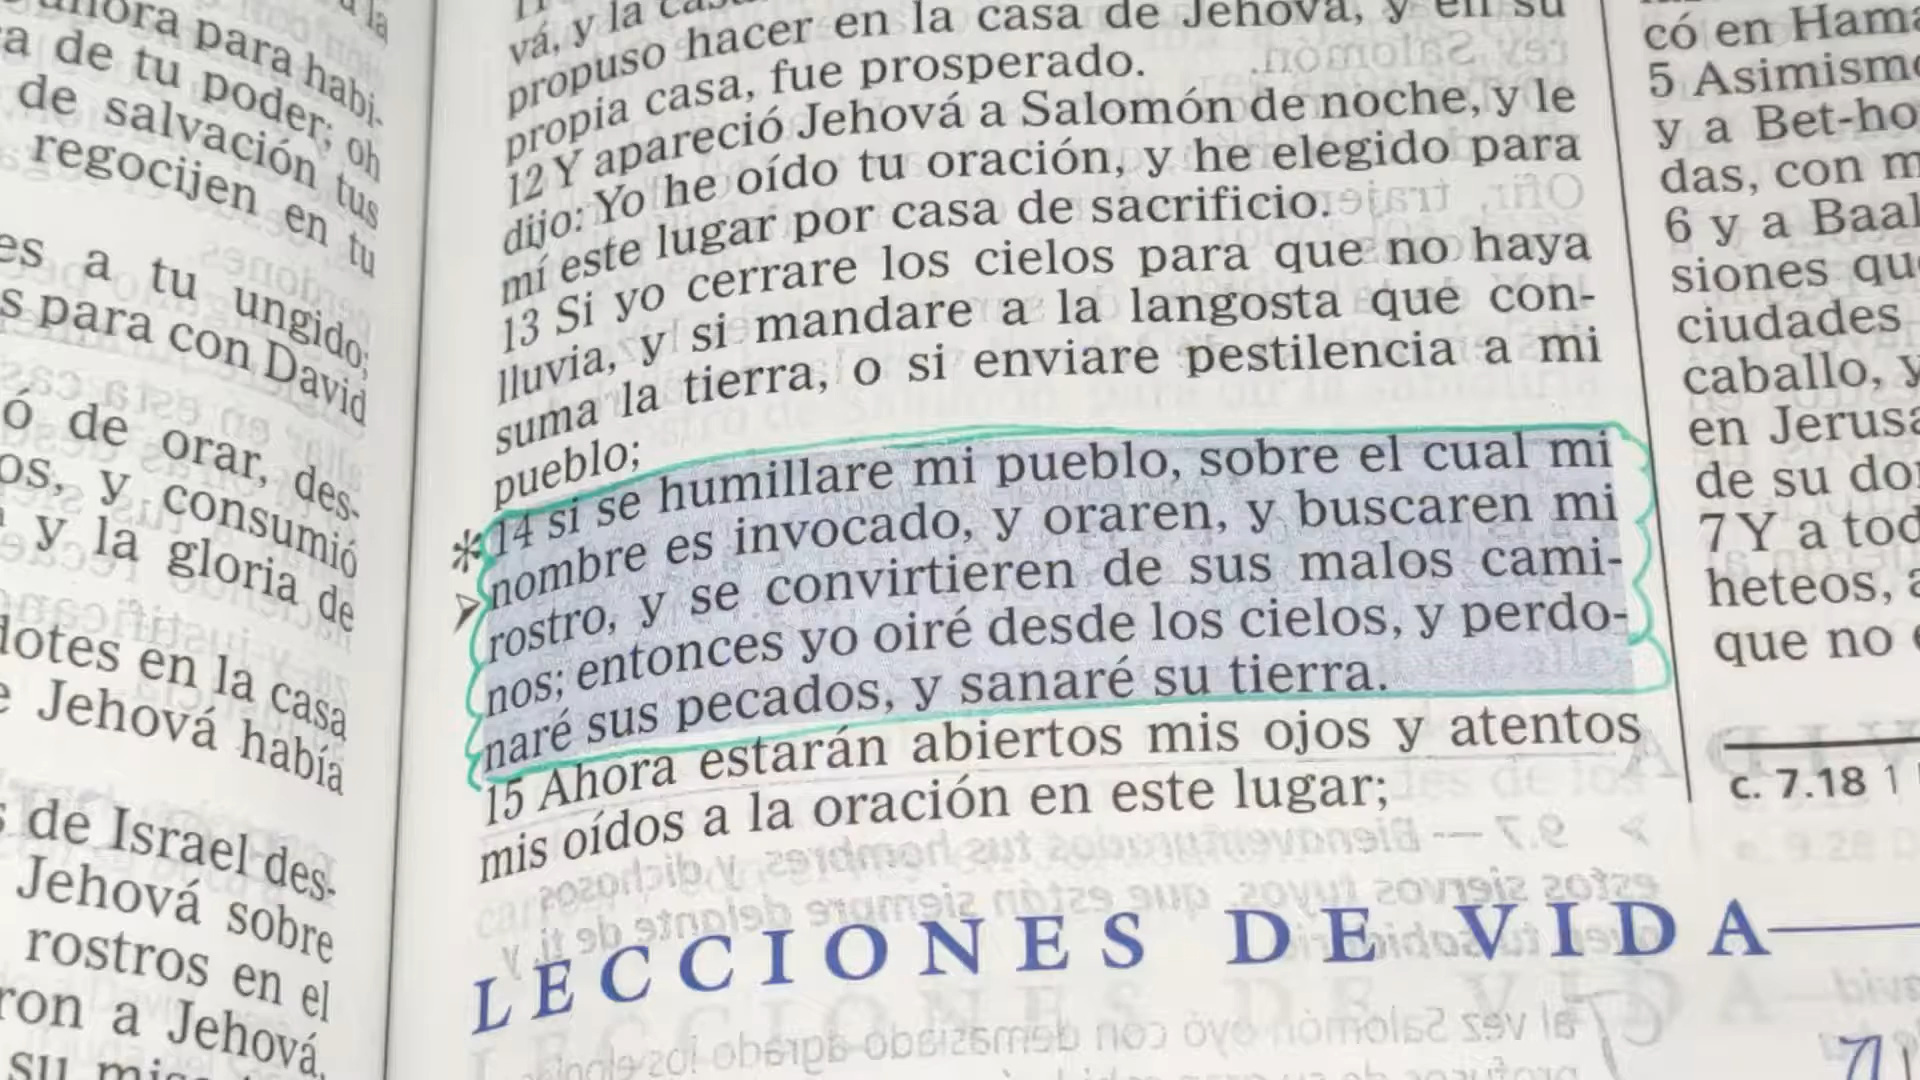 ahora para habi-
a de tu poder; oh
de salvación tus
regocijen en tu
es a tu ungido;
s para con David
ó de orar, des-
os, y consumió
y la gloria de
dotes en la casa
e Jehová había
s de Israel des-
Jehová sobre
rostros en el
ron a Jehová,
su
vá, y la
propuso hacer en la casa de Jehová, y en su
propia casa, fue prosperado.
12 Y apareció Jehová a Salomón de noche, y le
dijo: Yo he oído tu oración, y he elegido para
mí este lugar por casa de sacrificio.
13 Si yo cerrare los cielos para que no haya
lluvia, y si mandare a la langosta que con-
suma la tierra, o si enviare pestilencia a mi
pueblo;
*14 si se humillare mi pueblo, sobre el cual mi
nombre es invocado, y oraren, y buscaren mi
rostro, y se convirtieren de sus malos cami-
nos; entonces yo oiré desde los cielos, y perdo-
naré sus pecados, y sanaré su tierra.
15 Ahora estarán abiertos mis ojos y atentos
mis oídos a la oración en este lugar;
LECCIONES DE VIDA
có en Hama
5 Asimismo
y a Bet-ho
das, con m
6 y a Baal
siones qu
ciudades
caballo, y
en Jerusa
de su do
7 Y a tod
heteos, a
que no e
c. 7.18 1